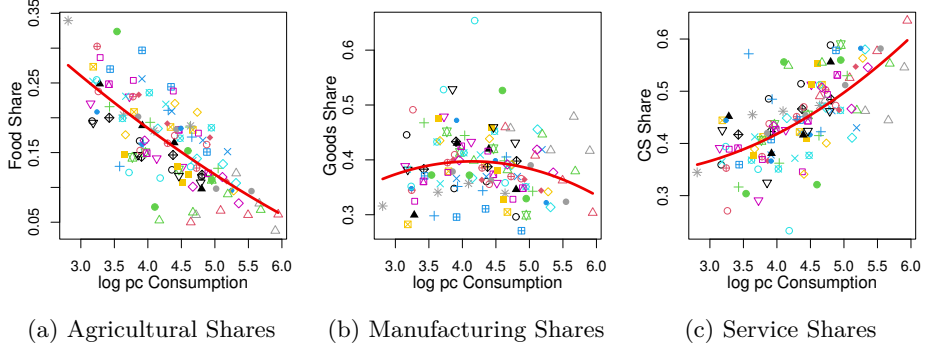 0.05 0.15 0.25 0.35
Food Share
3.0 3.5 4.0 4.5 5.0 5.5 6.0
log pc Consumption
0.3 0.4 0.5 0.6
Goods Share
3.0 3.5 4.0 4.5 5.0 5.5 6.0
log pc Consumption
0.3 0.4 0.5 0.6
CS Share
3.0 3.5 4.0 4.5 5.0 5.5 6.0
log pc Consumption
(a) Agricultural Shares
(b) Manufacturing Shares
(c) Service Shares